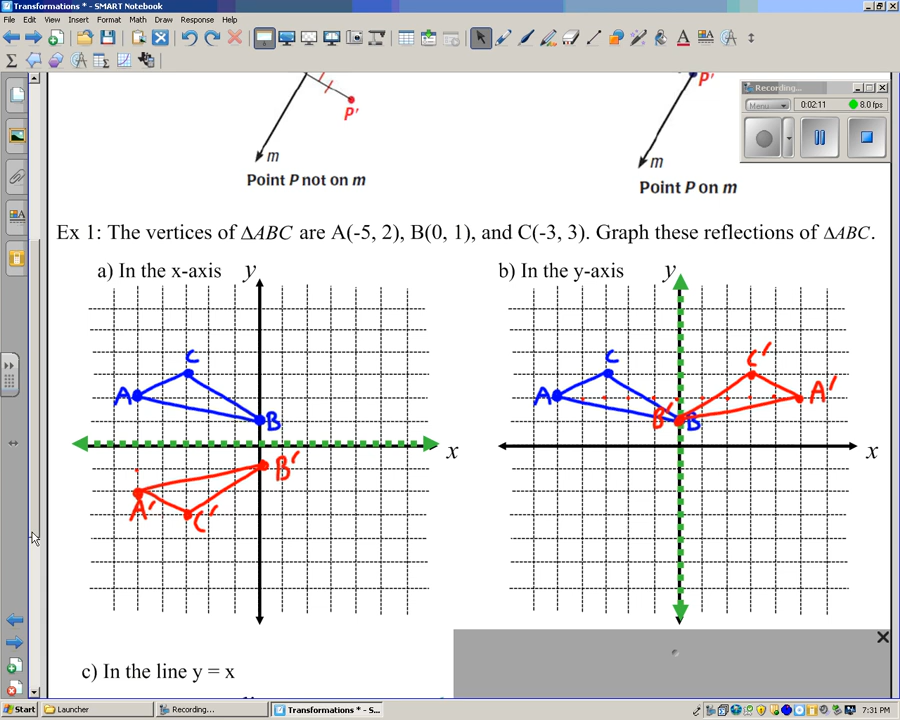 Transformations * - SMART Notebook
File Edit View Insert Format Math Draw Response Help
Recording...
Menu
0:02:11
8.0 fps
P'
m
Point P not on m
P'
m
Point P on m
Ex 1: The vertices of ΔABC are A(-5, 2), B(0, 1), and C(-3, 3). Graph these reflections of ΔABC.
a) In the x-axis
y
b) In the y-axis
y
C
A
B
x
B'
A'
C'
C
A
B'
B
C'
A'
x
c) In the line y = x
Start
Launcher
Recording...
Transformations * - S...
7:31 PM